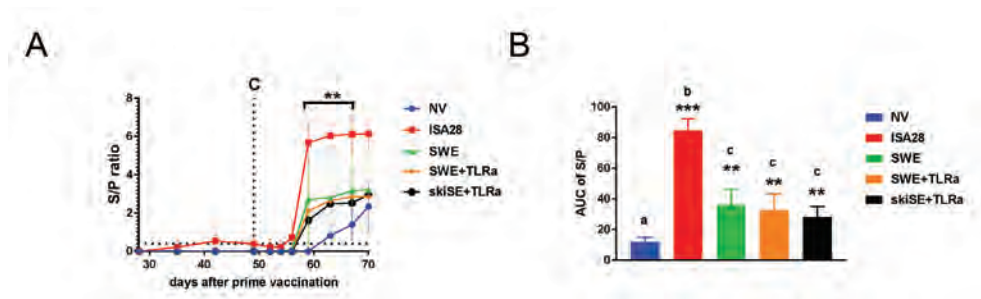 A
B
C
**
8
6
4
2
0
S/P ratio
30
40
50
60
70
days after prime vaccination
NV
ISA28
SWE
SWE+TLRa
skiSE+TLRa
100
80
60
40
20
0
AUC of S/P
a
b
***
c
**
c
**
c
**
NV
ISA28
SWE
SWE+TLRa
skiSE+TLRa